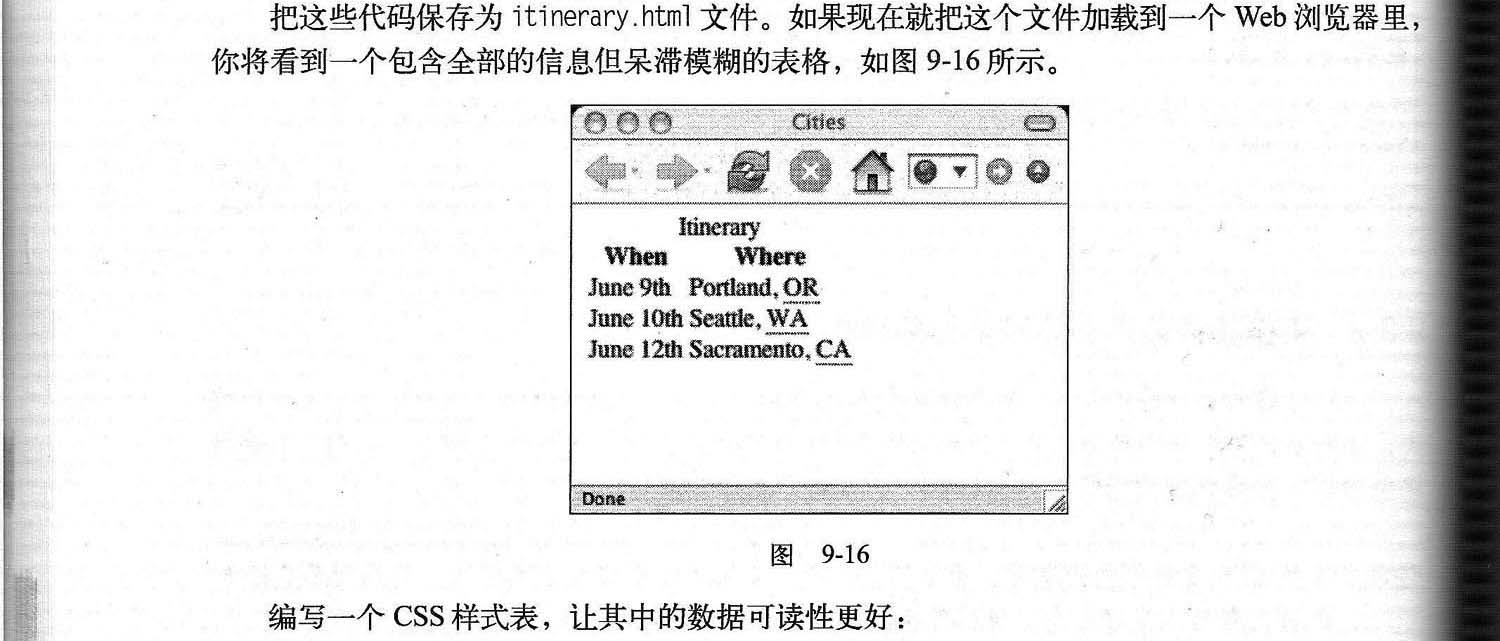 把这些代码保存为 itinerary.html 文件。如果现在就把这个文件加载到一个 Web 浏览器里，
你将看到一个包含全部的信息但呆滞模糊的表格，如图 9-16 所示。
Cities
Itinerary
When Where
June 9th Portland, OR
June 10th Seattle, WA
June 12th Sacramento, CA
Done
图 9-16
编写一个 CSS 样式表，让其中的数据可读性更好：